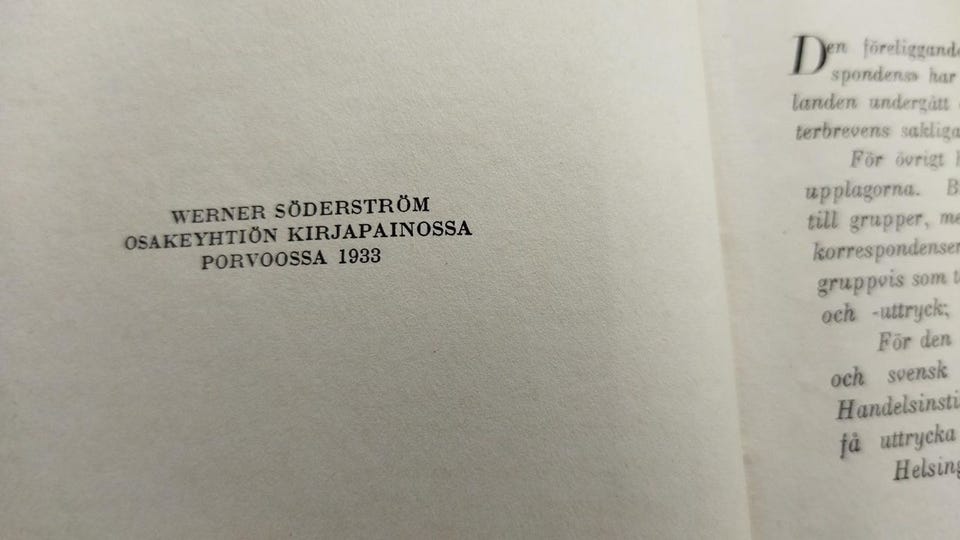 WERNER SÖDERSTRÖM
OSAKEYHTIÖN KIRJAPAINOSSA
PORVOOSSA 1933
Den föreliggande
spondens» har
landen undergått
terbrevens sakliga
För övrigt
upplagorna. B
till grupper, me
korrespondensen
gruppvis som t
och -uttryck;
För den
och svensk
Handelsinsti
få uttrycka
Helsing